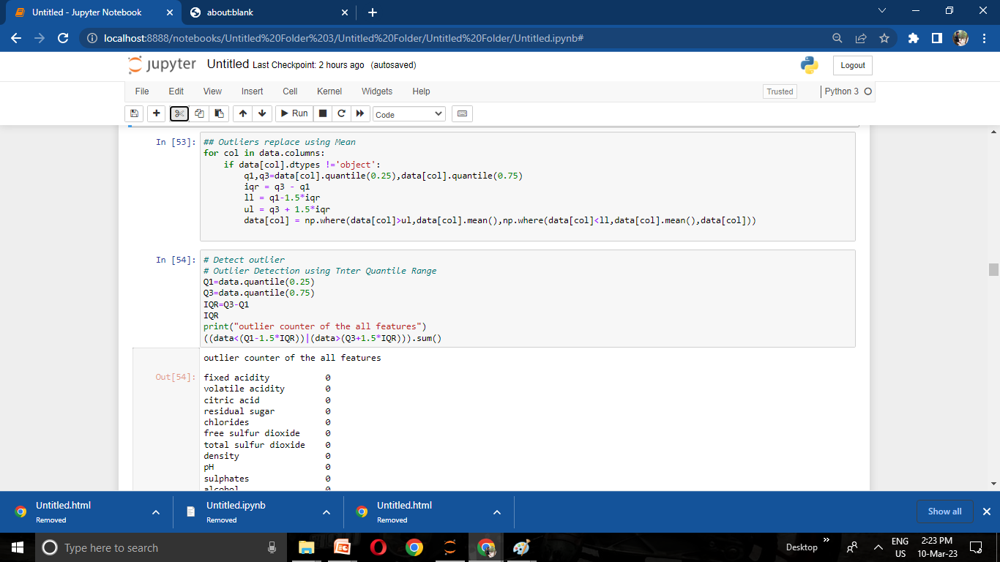 Untitled - Jupyter Notebook
about:blank
localhost:8888/notebooks/Untitled%20Folder%203/Untitled%20Folder/Untitled%20Folder/Untitled.ipynb#
jupyter Untitled Last Checkpoint: 2 hours ago (autosaved)
Logout
File Edit View Insert Cell Kernel Widgets Help
Trusted
Python 3
Run
Code
In [53]:
## Outliers replace using Mean
for col in data.columns:
    if data[col].dtypes !='object':
        q1,q3=data[col].quantile(0.25),data[col].quantile(0.75)
        iqr = q3 - q1
        ll = q1-1.5*iqr
        ul = q3 + 1.5*iqr
        data[col] = np.where(data[col]>ul,data[col].mean(),np.where(data[col]<ll,data[col].mean(),data[col]))
In [54]:
# Detect outlier
# Outlier Detection using Tnter Quantile Range
Q1=data.quantile(0.25)
Q3=data.quantile(0.75)
IQR=Q3-Q1
IQR
print("outlier counter of the all features")
((data<(Q1-1.5*IQR))|(data>(Q3+1.5*IQR))).sum()
outlier counter of the all features
Out[54]:
fixed acidity 0
volatile acidity 0
citric acid 0
residual sugar 0
chlorides 0
free sulfur dioxide 0
total sulfur dioxide 0
density 0
pH 0
sulphates 0
alcohol 0
Untitled.html
Removed
Untitled.ipynb
Removed
Untitled.html
Removed
Show all
Type here to search
Desktop
ENG
US
2:23 PM
10-Mar-23